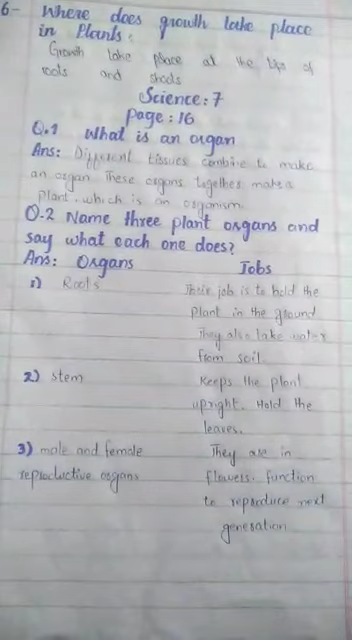 6- Where does growth take place
in Plants:
Growth take place at the tips of
roots and shoots
Science:7
Page:16
Q.1 What is an organ
Ans: Different tissues combine to make
an organ. These organs together make a
Plant. which is an organism
Q.2 Name three plant organs and
say what each one does?
Ans: Organs Jobs
1) Roots Their job is to hold the
Plant in the ground
They also take water
from soil.
2) stem Keeps the plant
upright. Hold the
leaves.
3) male and female They are in
reproductive organs flowers. function
to reproduce next
generation